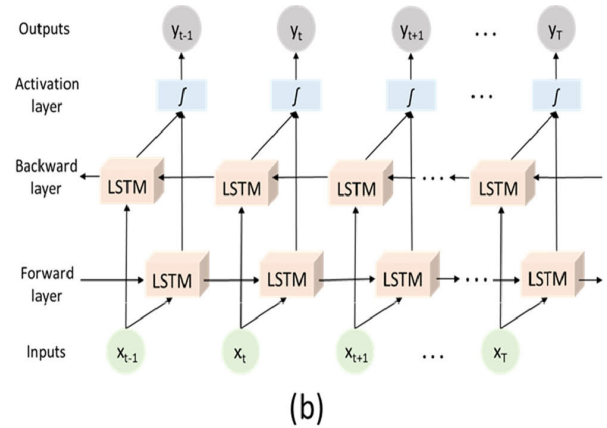 Outputs y_{t-1} y_t y_{t+1} ... y_T
Activation layer ∫ ∫ ∫ ... ∫
Backward layer LSTM LSTM LSTM ... LSTM
Forward layer LSTM LSTM LSTM ... LSTM
Inputs x_{t-1} x_t x_{t+1} ... x_T
(b)